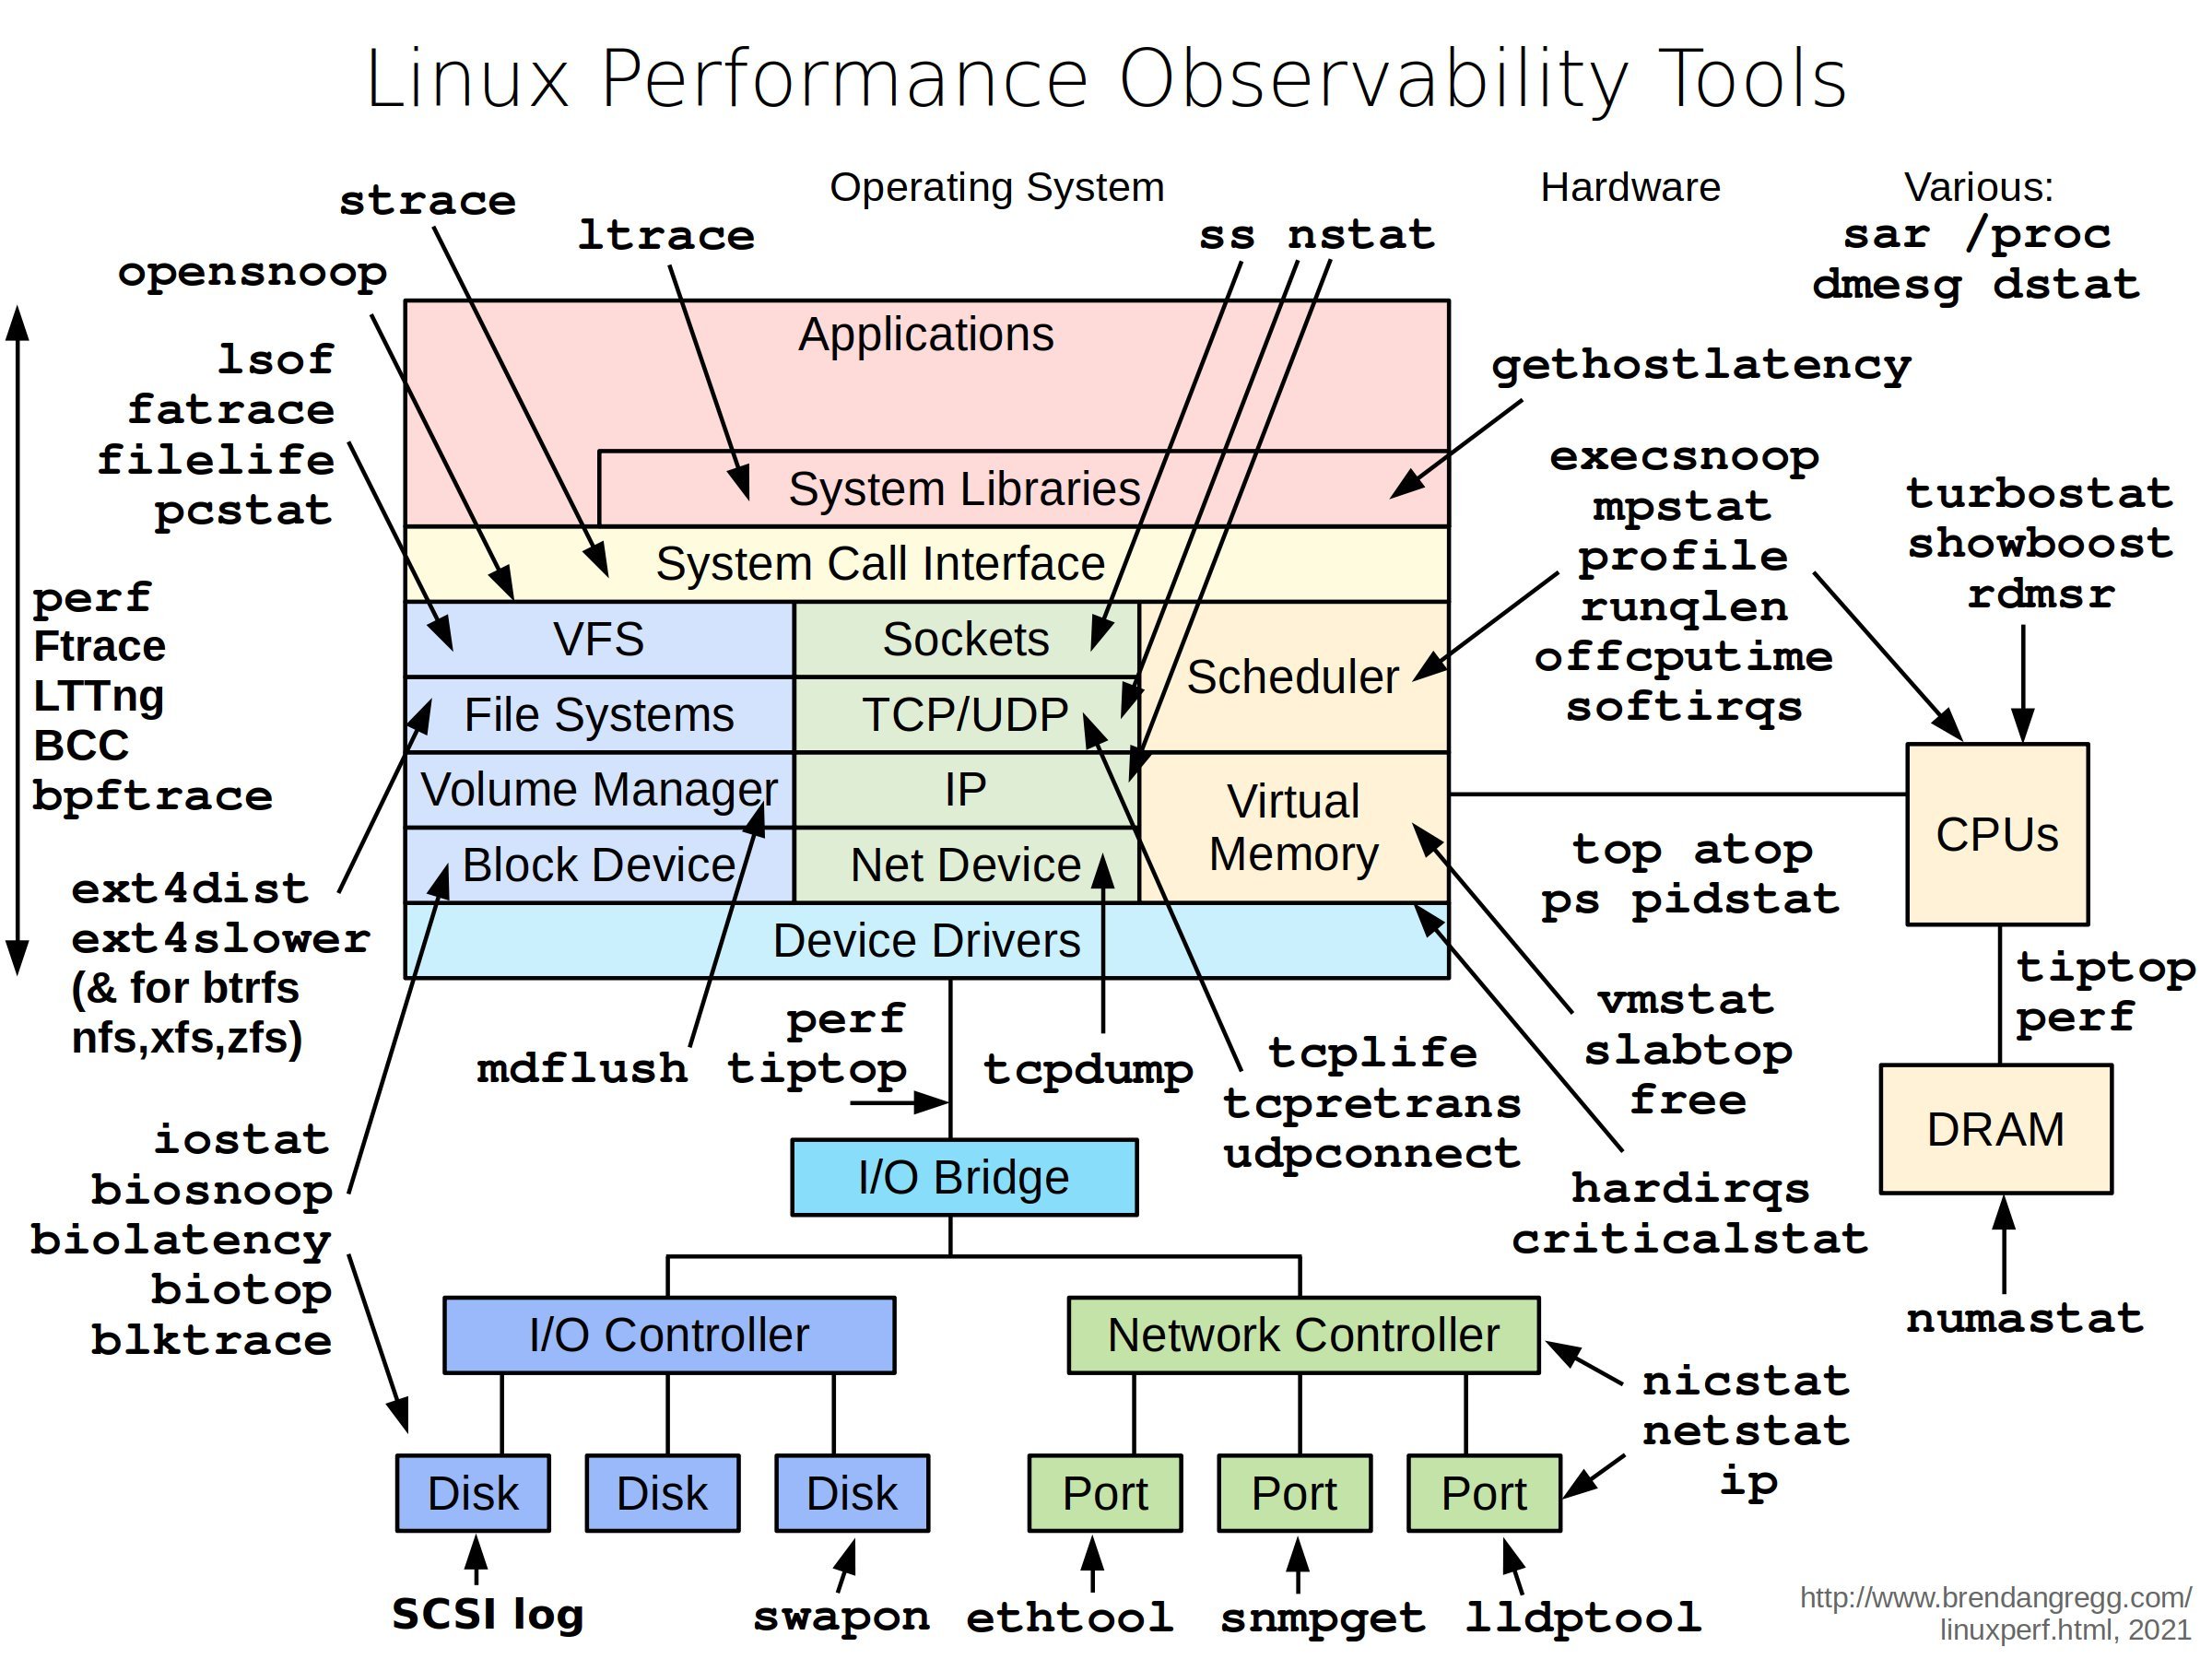 Linux Performance Observability Tools
Operating System
Hardware
Various:
sar /proc
dmesg dstat
strace
ltrace
ss nstat
opensnoop
lsof
fatrace
filelife
pcstat
gethostlatency
execsnoop
mpstat
profile
runqlen
offcputime
softirqs
turbostat
showboost
rdmsr
perf
Ftrace
LTTng
BCC
bpftrace
Applications
System Libraries
System Call Interface
VFS
Sockets
Scheduler
File Systems
TCP/UDP
Volume Manager
IP
Virtual
Memory
Block Device
Net Device
Device Drivers
CPUs
top atop
ps pidstat
ext4dist
ext4slower
(& for btrfs
nfs,xfs,zfs)
tiptop
perf
DRAM
numastat
mdflush
perf
tiptop
tcpdump
tcplife
tcpretrans
udpconnect
vmstat
slabtop
free
hardirqs
criticalstat
iostat
biosnoop
biolatency
biotop
blktrace
I/O Bridge
I/O Controller
Network Controller
nicstat
netstat
ip
Disk
Disk
Disk
Port
Port
Port
SCSI log
swapon
ethtool
snmpget
lldptool
http://www.brendangregg.com/
linuxperf.html, 2021